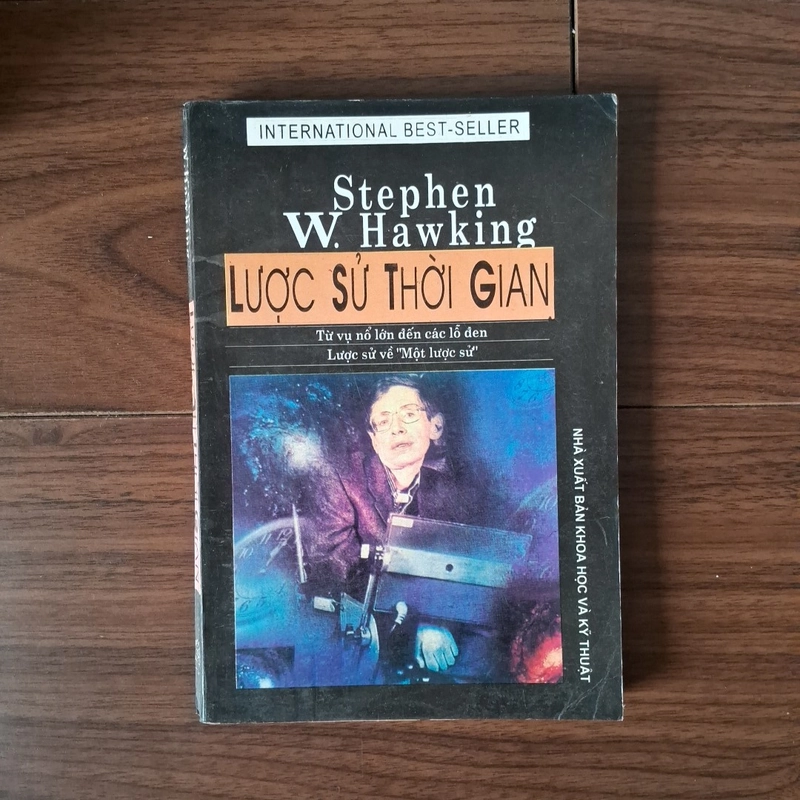 INTERNATIONAL BEST-SELLER
Stephen
W. Hawking
LƯỢC SỬ THỜI GIAN
Từ vụ nổ lớn đến các lỗ đen
Lược sử về "Một lược sử"
NHÀ XUẤT BẢN KHOA HỌC VÀ KỸ THUẬT